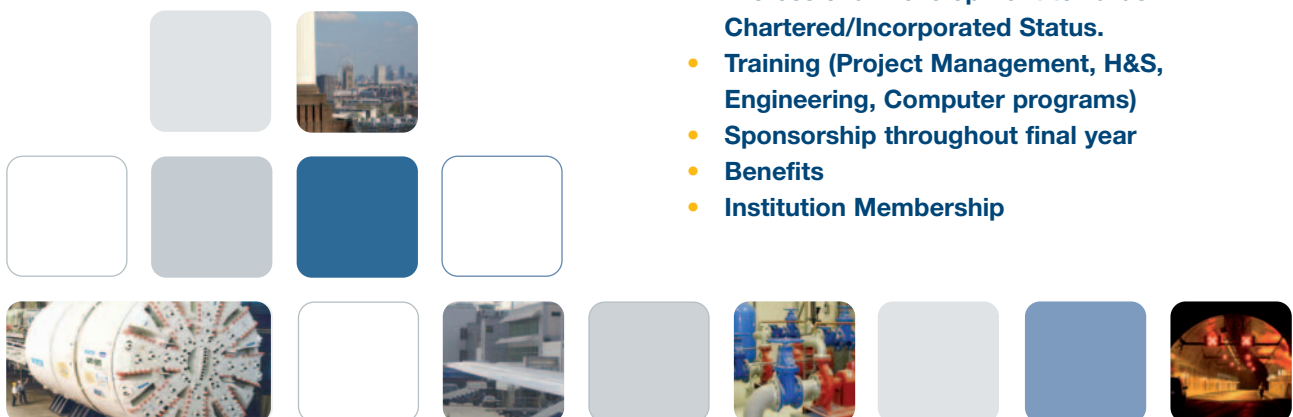 Chartered/Incorporated Status.
• Training (Project Management, H&S,
Engineering, Computer programs)
• Sponsorship throughout final year
• Benefits
• Institution Membership